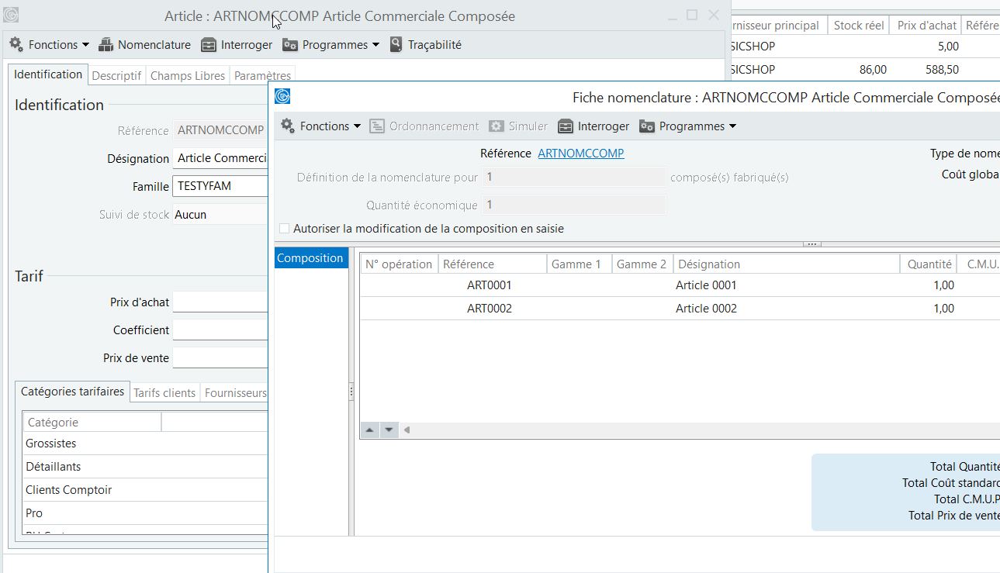 Article : ARTNOMCCOMP Article Commerciale Composée
Fonctions Nomenclature Interroger Programmes Traçabilité
Identification Descriptif Champs Libres Paramètres
Identification
Référence ARTNOMCCOMP
Désignation Article Commerci
Famille TESTYFAM
Suivi de stock Aucun
Tarif
Prix d'achat
Coefficient
Prix de vente
Catégories tarifaires Tarifs clients Fournisseurs
Catégorie
Grossistes
Détaillants
Clients Comptoir
Pro
rnisseur principal Stock réel Prix d'achat Référe
SICSHOP 5,00
SICSHOP 86,00 588,50
Fiche nomenclature : ARTNOMCCOMP Article Commerciale Composée
Fonctions Ordonnancement Simuler Interroger Programmes
Référence ARTNOMCCOMP Type de nome
Définition de la nomenclature pour 1 composé(s) fabriqué(s) Coût globa
Quantité économique 1
Autoriser la modification de la composition en saisie
Composition
N° opération Référence Gamme 1 Gamme 2 Désignation Quantité C.M.U.
ART0001 Article 0001 1,00
ART0002 Article 0002 1,00
Total Quantité
Total Coût standard
Total C.M.U.P
Total Prix de vente